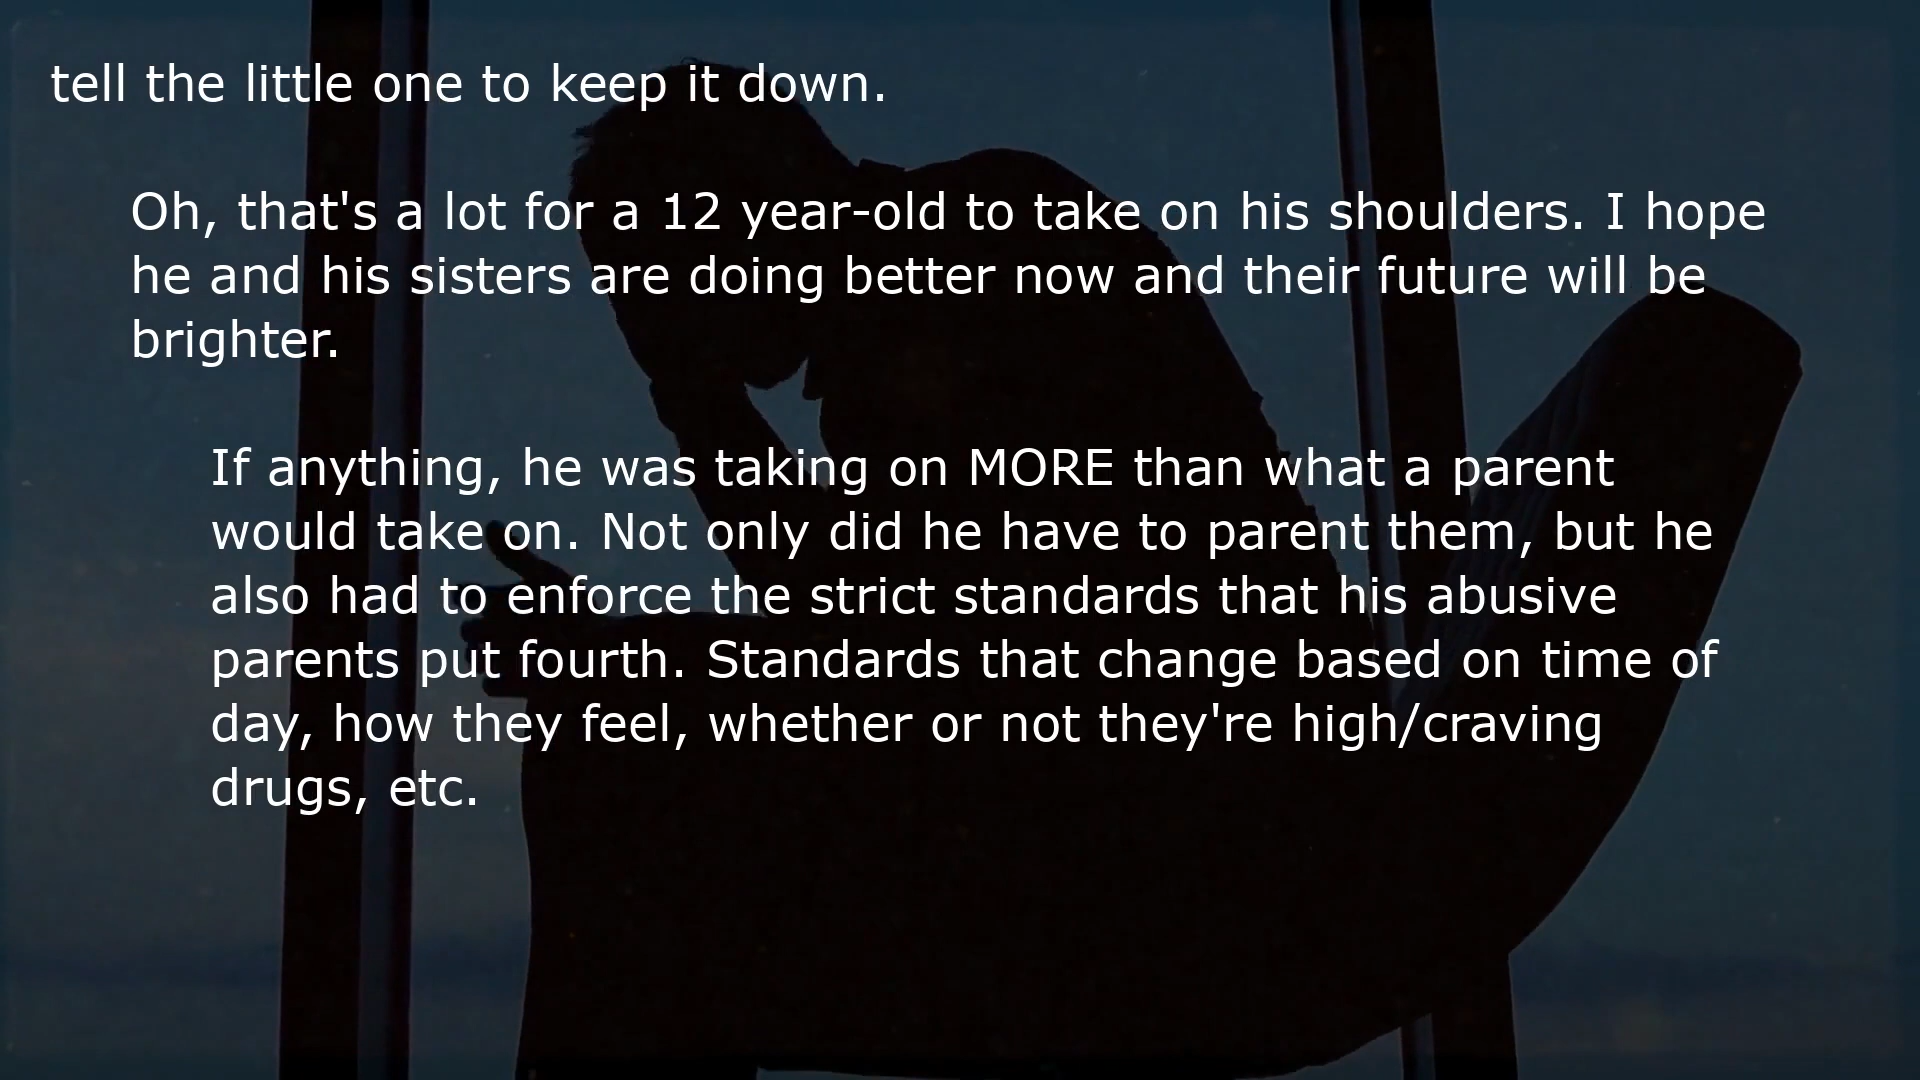 tell the little one to keep it down.
Oh, that's a lot for a 12 year-old to take on his shoulders. I hope
he and his sisters are doing better now and their future will be
brighter.
If anything, he was taking on MORE than what a parent
would take on. Not only did he have to parent them, but he
also had to enforce the strict standards that his abusive
parents put fourth. Standards that change based on time of
day, how they feel, whether or not they're high/craving
drugs, etc.